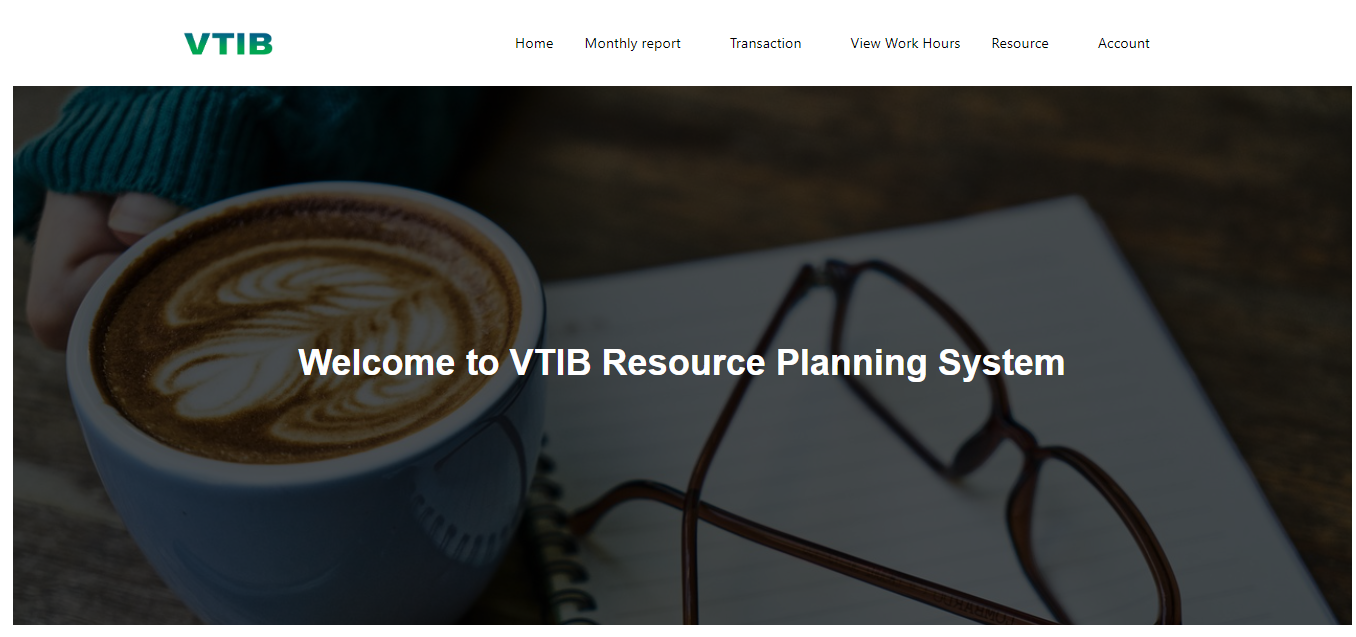 VTIB
Home Monthly report Transaction View Work Hours Resource Account
Welcome to VTIB Resource Planning System